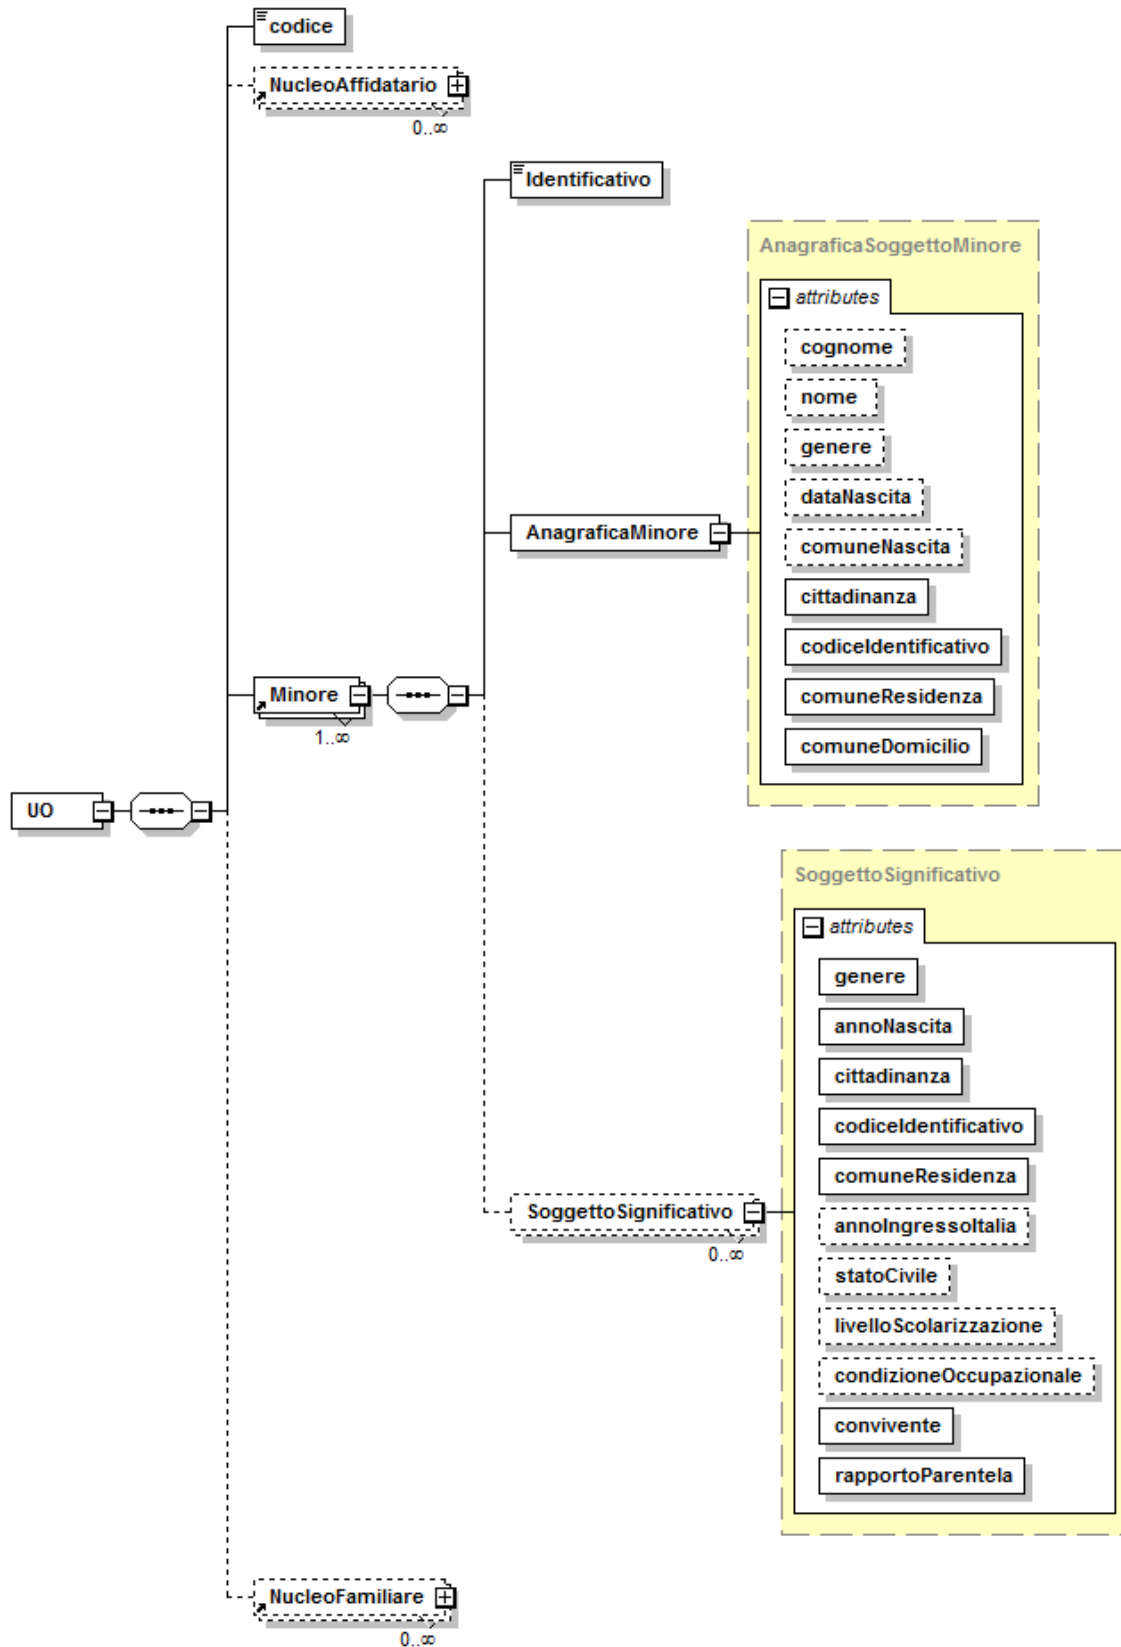 codice
NucleoAffidatario
0..∞
Identificativo
AnagraficaSoggettoMinore
attributes
cognome
nome
genere
dataNascita
AnagraficaMinore
comuneNascita
cittadinanza
codiceIdentificativo
Minore
comuneResidenza
1..∞
comuneDomicilio
UO
SoggettoSignificativo
attributes
genere
annoNascita
cittadinanza
codiceIdentificativo
comuneResidenza
SoggettoSignificativo
annoIngressoItalia
0..∞
statoCivile
livelloScolarizzazione
condizioneOccupazionale
convivente
rapportoParentela
NucleoFamiliare
0..∞